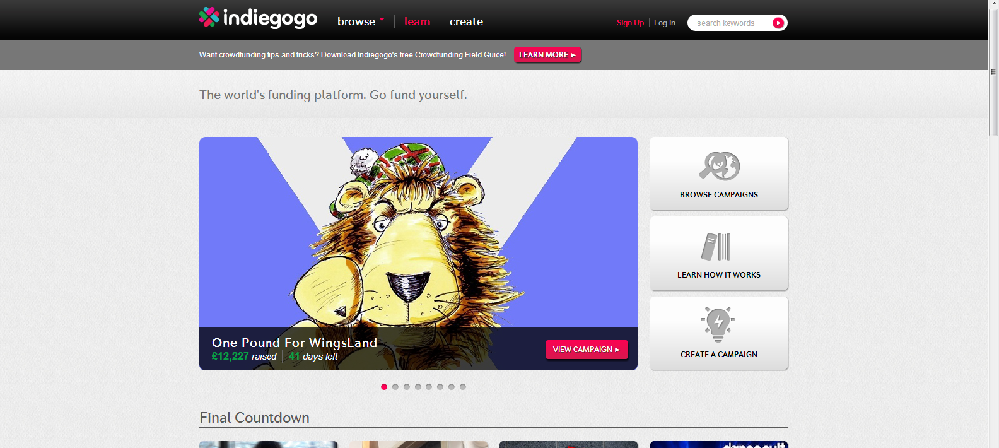 indiegogo
browse
learn
create
Sign Up
Log In
search keywords
Want crowdfunding tips and tricks? Download Indiegogo's free Crowdfunding Field Guide!
LEARN MORE ►
The world's funding platform. Go fund yourself.
BROWSE CAMPAIGNS
LEARN HOW IT WORKS
CREATE A CAMPAIGN
One Pound For WingsLand
£12,227 raised
41 days left
VIEW CAMPAIGN ►
Final Countdown